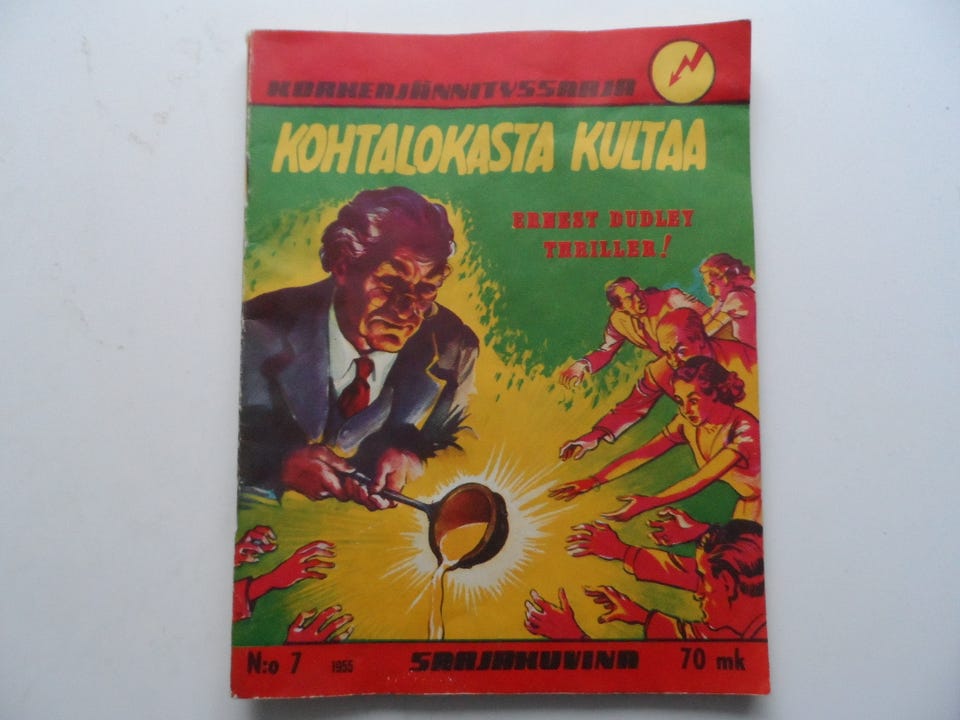 KORKEAJÄNNITYSSARJA
KOHTALOKASTA KULTAA
ERNEST DUDLEY
THRILLER!
N:o 7 1955 SARJAKUVINA 70 mk